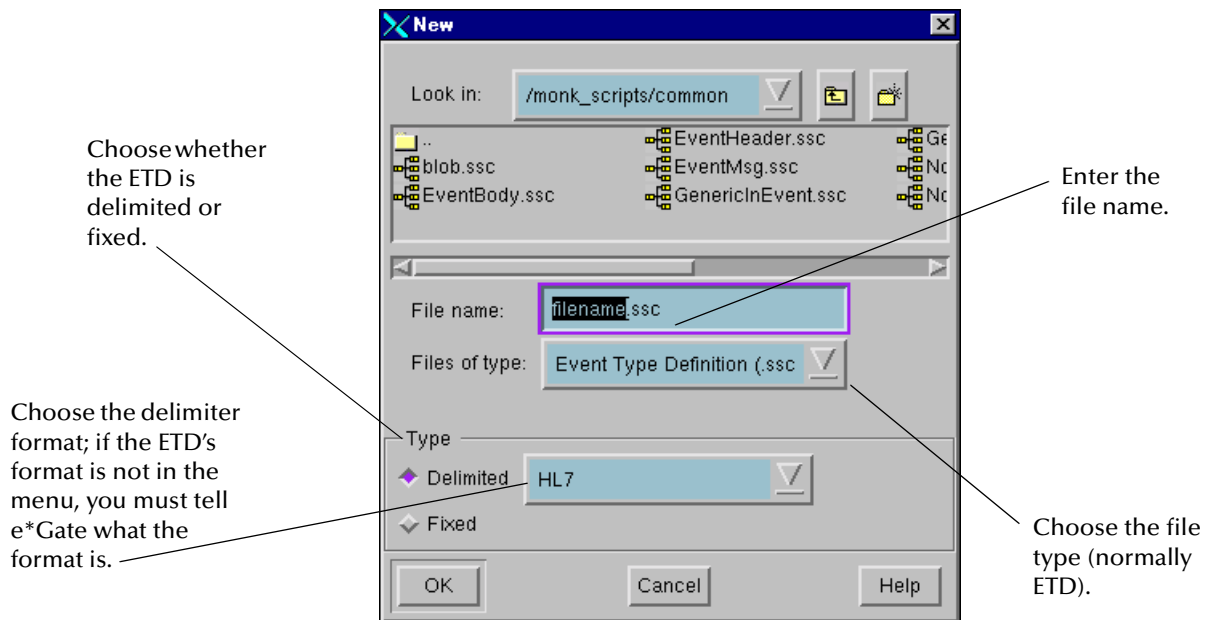 New
Look in:
/monk_scripts/common
..
EventHeader.ssc
Ge
blob.ssc
EventMsg.ssc
No
EventBody.ssc
GenericInEvent.ssc
No
File name:
filename.ssc
Files of type:
Event Type Definition (.ssc
Type
Delimited
HL7
Fixed
OK
Cancel
Help
Choose whether
the ETD is
delimited or
fixed.
Choose the delimiter
format; if the ETD’s
format is not in the
menu, you must tell
e*Gate what the
format is.
Enter the
file name.
Choose the file
type (normally
ETD).